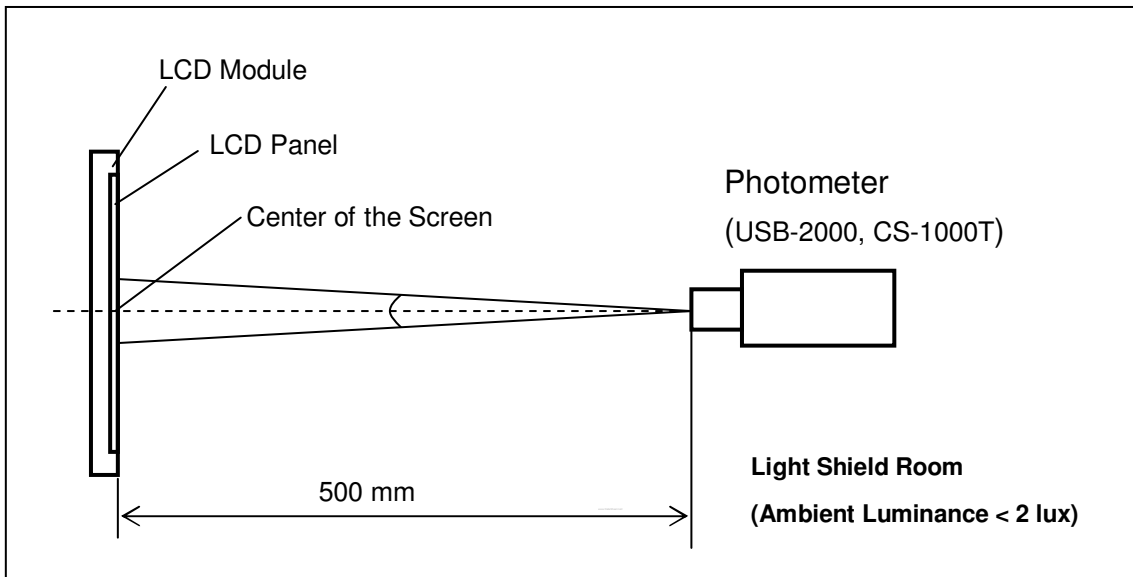 LCD Module
LCD Panel
Center of the Screen
Photometer
(USB-2000, CS-1000T)
500 mm
Light Shield Room
(Ambient Luminance < 2 lux)